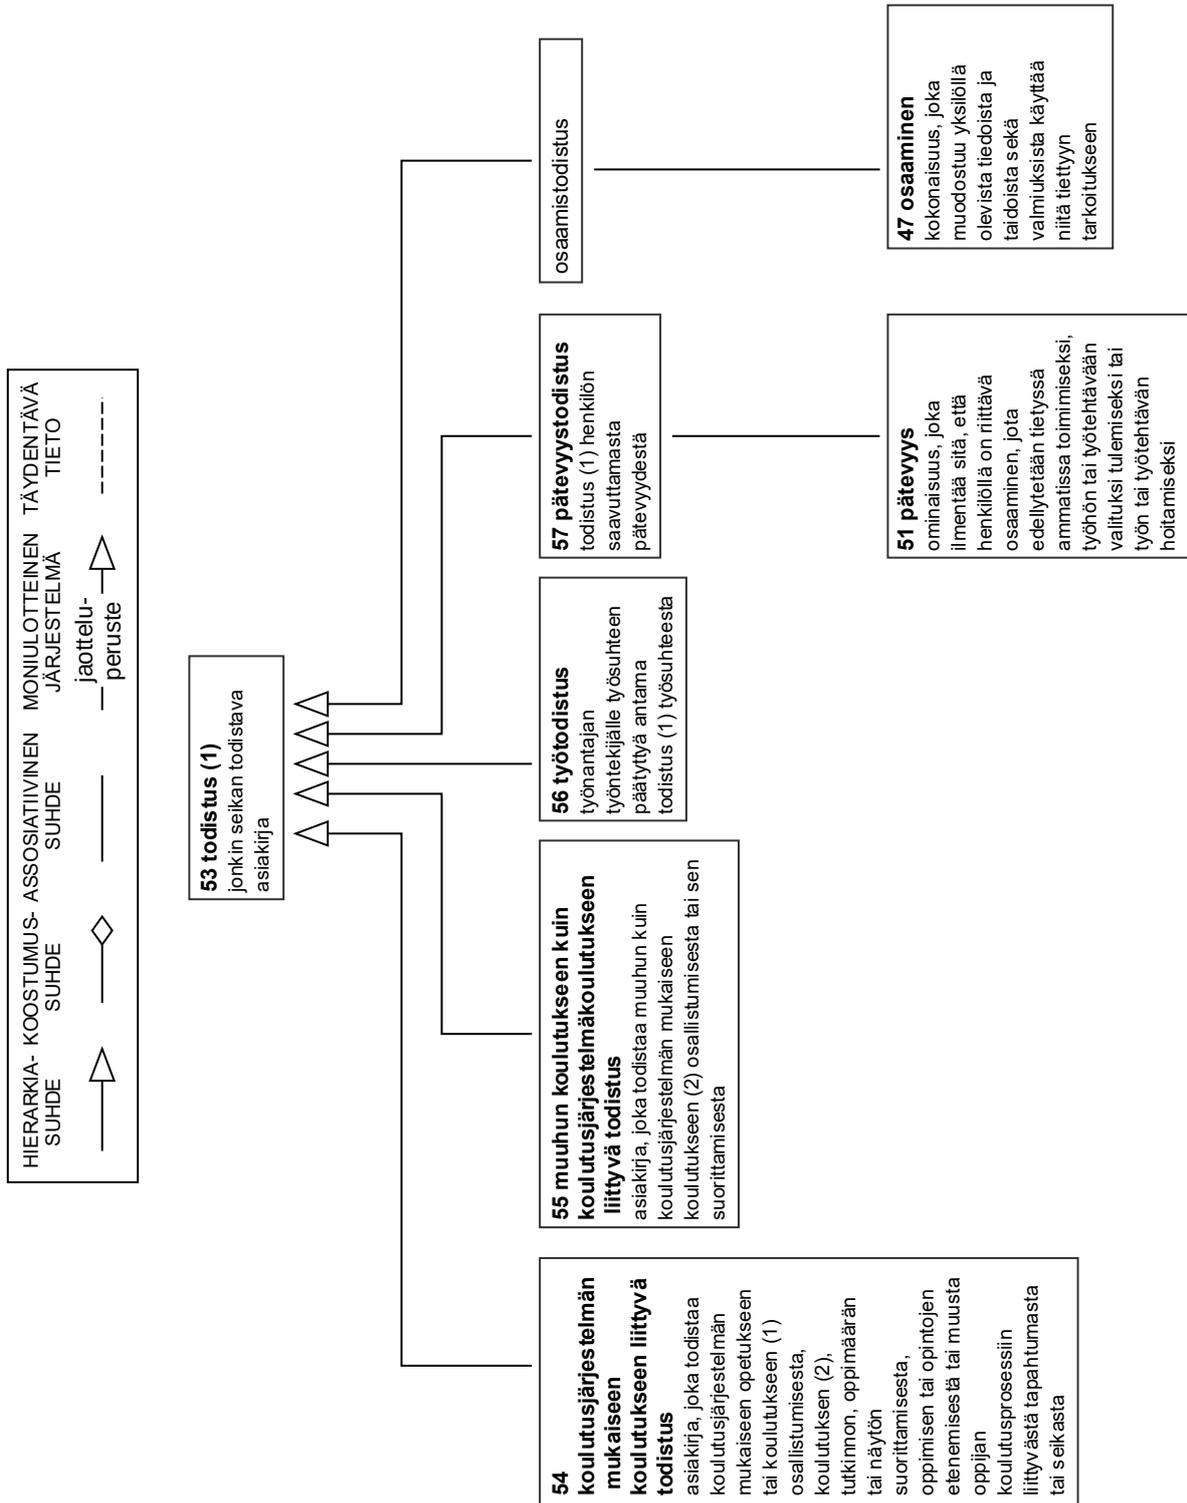 HIERARKIA- KOOSTUMUS- ASSOSIATIIVINEN MONIULOTTEINEN TÄYDENTÄVÄ
SUHDE SUHDE SUHDE JÄRJESTELMÄ TIETO
jaottelu-
peruste
53 todistus (1)
jonkin seikan todistava
asiakirja
54
koulutusjärjestelmän
mukaiseen
koulutukseen liittyvä
todistus
asiakirja, joka todistaa
koulutusjärjestelmän
mukaiseen opetukseen
tai koulutukseen (1)
osallistumisesta,
koulutuksen (2),
tutkinnon, oppimäärän
tai näytön
suorittamisesta,
oppimisen tai opintojen
etenemisestä tai muusta
oppijan
koulutusprosessiin
liittyvästä tapahtumasta
tai seikasta
55 muuhun koulutukseen kuin
koulutusjärjestelmäkoulutukseen
liittyvä todistus
asiakirja, joka todistaa muuhun kuin
koulutusjärjestelmän mukaiseen
koulutukseen (2) osallistumisesta tai sen
suorittamisesta
56 työtodistus
työnantajan
työntekijälle työsuhteen
päätyttyä antama
todistus (1) työsuhteesta
57 pätevyystodistus
todistus (1) henkilön
saavuttamasta
pätevyydestä
osaamistodistus
51 pätevyys
ominaisuus, joka
ilmentää sitä, että
henkilöllä on riittävä
osaaminen, jota
edellytetään tietyssä
ammatissa toimimiseksi,
työhön tai työtehtävään
valituksi tulemiseksi tai
työn tai työtehtävän
hoitamiseksi
47 osaaminen
kokonaisuus, joka
muodostuu yksilöllä
olevista tiedoista ja
taidoista sekä
valmiuksista käyttää
niitä tiettyyn
tarkoitukseen